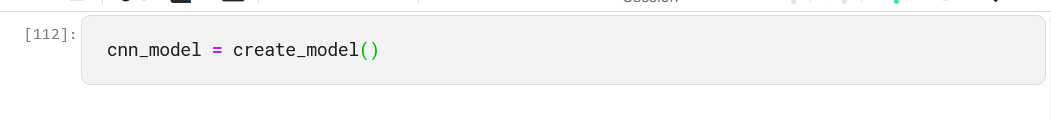 [112]:
cnn_model = create_model()